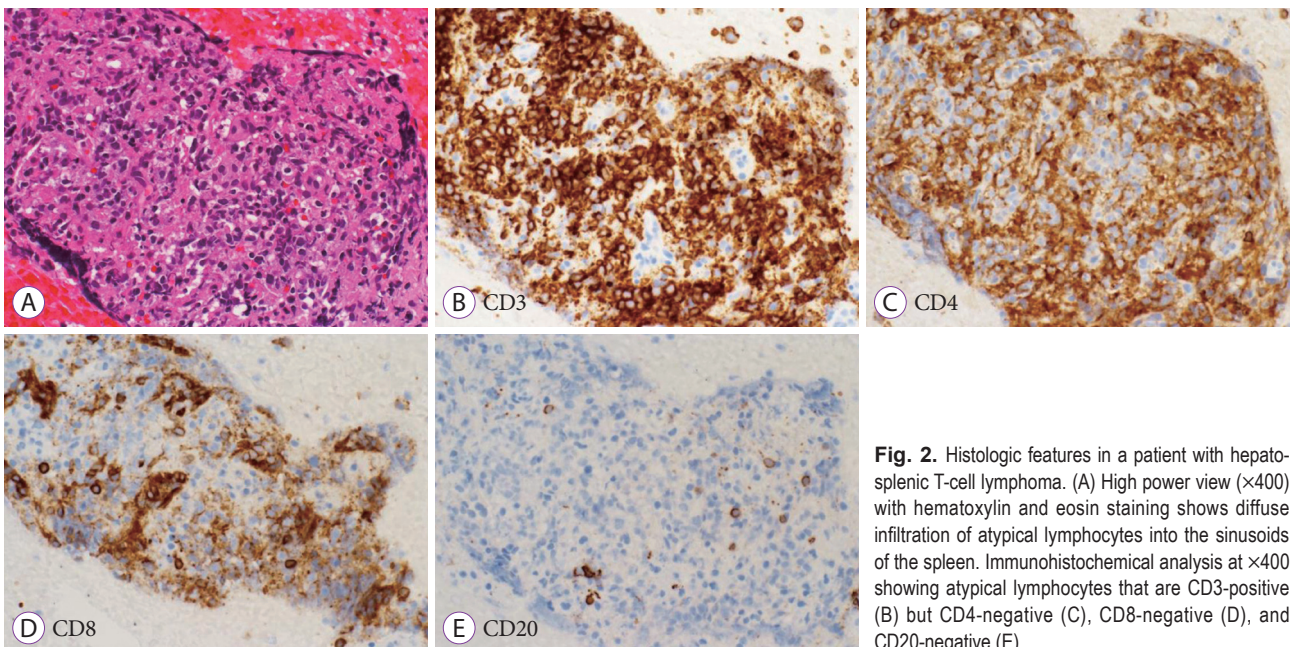 A
B CD3
C CD4
D CD8
E CD20
Fig. 2. Histologic features in a patient with hepato-
splenic T-cell lymphoma. (A) High power view (×400)
with hematoxylin and eosin staining shows diffuse
infiltration of atypical lymphocytes into the sinusoids
of the spleen. Immunohistochemical analysis at ×400
showing atypical lymphocytes that are CD3-positive
(B) but CD4-negative (C), CD8-negative (D), and
CD20-negative (E)